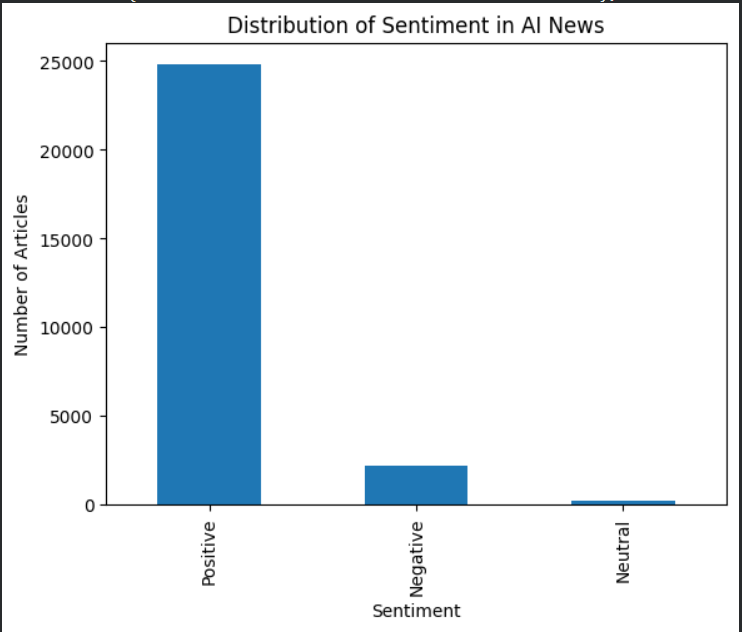 Distribution of Sentiment in AI News
25000
20000
15000
10000
5000
0
Number of Articles
Positive
Negative
Neutral
Sentiment